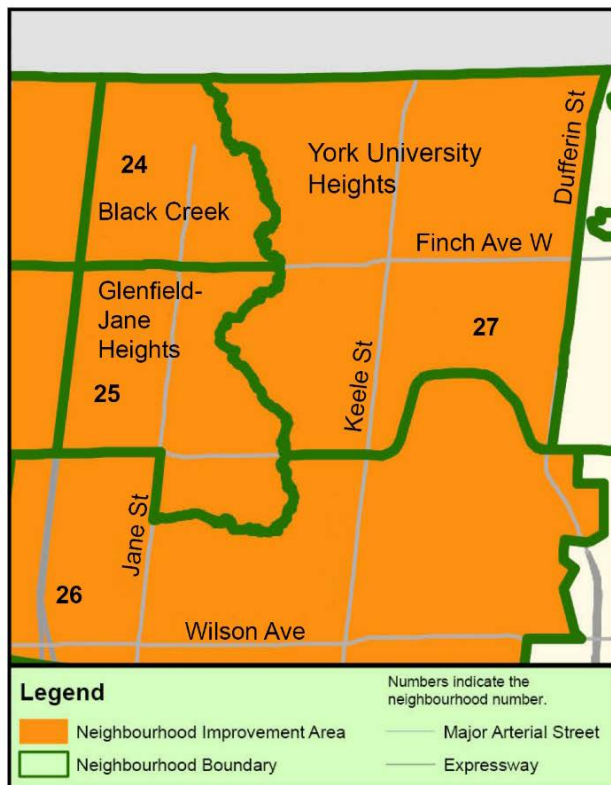 24
Black Creek
York University
Heights
Dufferin St
Finch Ave W
Glenfield-
Jane
Heights
25
27
Keele St
Jane St
26
Wilson Ave
Legend
Neighbourhood Improvement Area
Neighbourhood Boundary
Numbers indicate the
neighbourhood number.
Major Arterial Street
Expressway